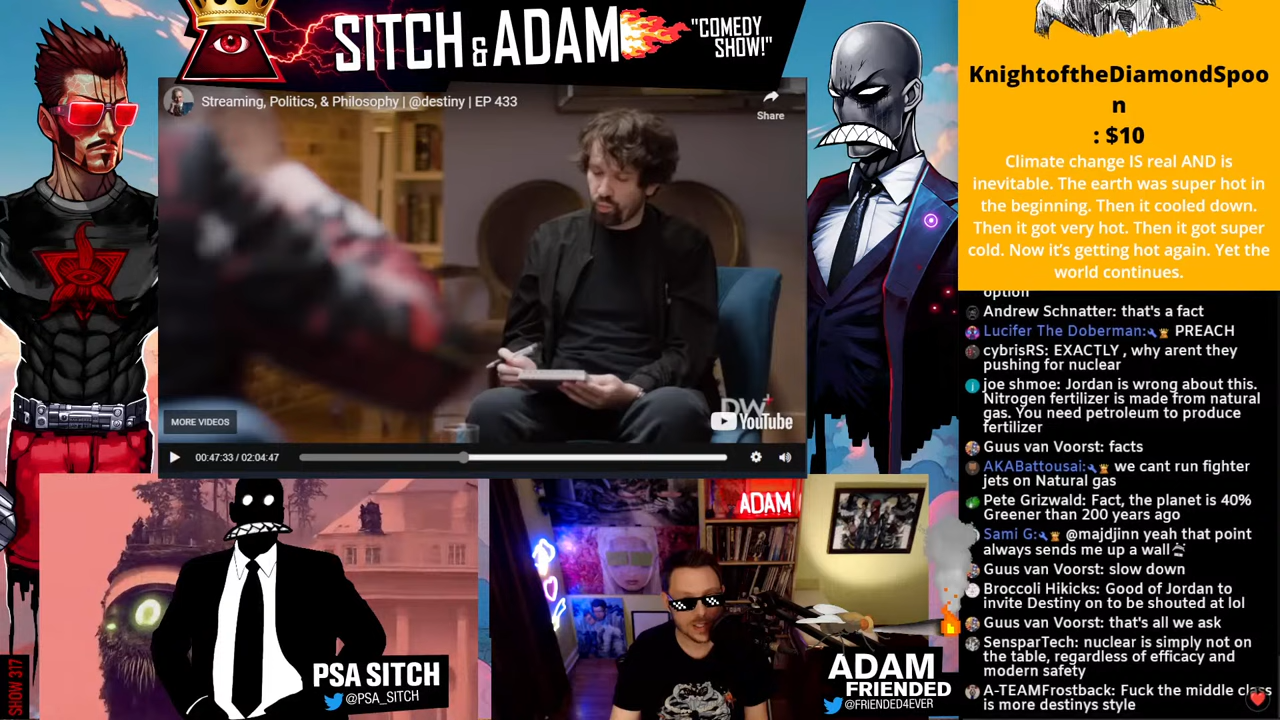 SITCH & ADAM
"COMEDY
SHOW!"
Streaming, Politics, & Philosophy | @destiny | EP 433
Share
MORE VIDEOS
DW+
YouTube
00:47:33 / 02:04:47
ADAM
PSA SITCH
@PSA_SITCH
ADAM
FRIENDED
@FRIENDED4EVER
SHOW 317
KnightoftheDiamondSpoo
n
: $10
Climate change IS real AND is
inevitable. The earth was super hot in
the beginning. Then it cooled down.
Then it got very hot. Then it got super
cold. Now it's getting hot again. Yet the
world continues.
option
Andrew Schnatter: that's a fact
Lucifer The Doberman: PREACH
cybrisRS: EXACTLY , why arent they
pushing for nuclear
joe shmoe: Jordan is wrong about this.
Nitrogen fertilizer is made from natural
gas. You need petroleum to produce
fertilizer
Guus van Voorst: facts
AKABattousai: we cant run fighter
jets on Natural gas
Pete Grizwald: Fact, the planet is 40%
Greener than 200 years ago
Sami G: @majdjinn yeah that point
always sends me up a wall
Guus van Voorst: slow down
Broccoli Hikicks: Good of Jordan to
invite Destiny on to be shouted at lol
Guus van Voorst: that's all we ask
SensparTech: nuclear is simply not on
the table, regardless of efficacy and
modern safety
A-TEAMFrostback: Fuck the middle class
is more destinys style